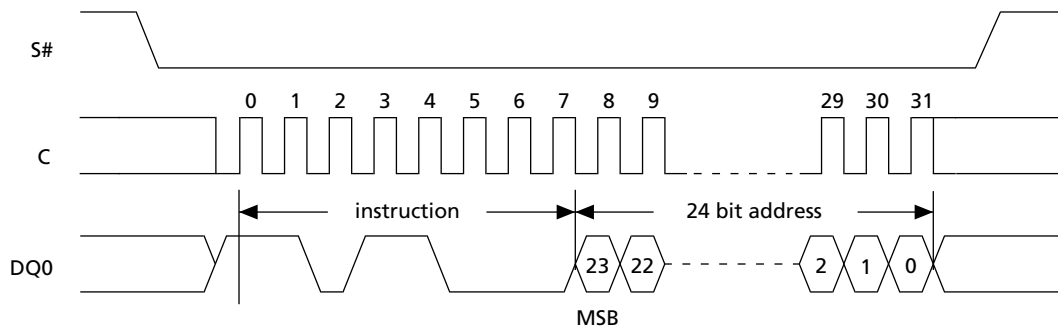 S#
0 1 2 3 4 5 6 7 8 9 29 30 31
C
instruction 24 bit address
DQ0 23 22 2 1 0
MSB